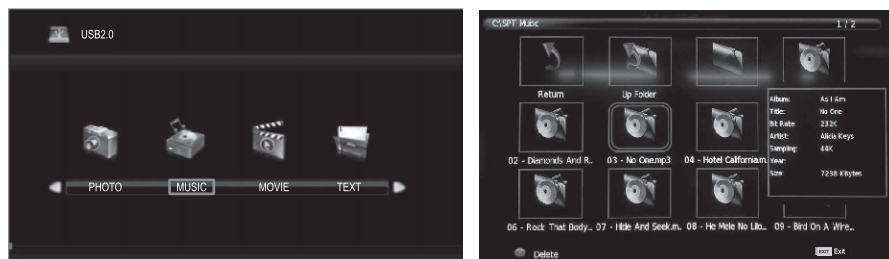 USB2.0
PHOTO MUSIC MOVIE TEXT
C:\SPT Music 1 / 2
Return Up Folder
Album: As I Am
Title: No One
Bit Rate: 232K
Artist: Alicia Keys
Sampling: 44K
Year:
Size: 7238 KBytes
02 - Diamonds And R.. 03 - No One.mp3 04 - Hotel California.m
06 - Rock That Body... 07 - Hide And Seek.m.. 08 - He Mele No Lilo... 09 - Bird On A Wire...
Delete EXIT Exit